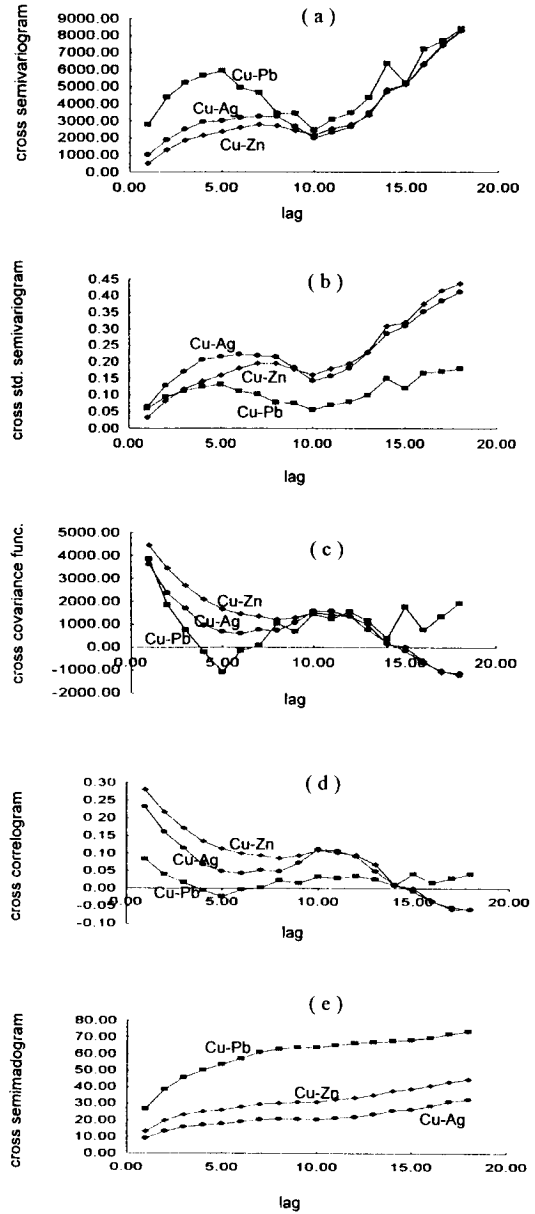 ( a )
cross semivariogram
9000.00
8000.00
7000.00
6000.00
5000.00
4000.00
3000.00
2000.00
1000.00
0.00
Cu-Pb
Cu-Ag
Cu-Zn
0.00 5.00 10.00 15.00 20.00
lag
( b )
cross std. semivariogram
0.45
0.40
0.35
0.30
0.25
0.20
0.15
0.10
0.05
0.00
Cu-Ag
Cu-Zn
Cu-Pb
0.00 5.00 10.00 15.00 20.00
lag
( c )
cross covariance func.
5000.00
4000.00
3000.00
2000.00
1000.00
0.00
-1000.00
-2000.00
Cu-Zn
Cu-Ag
Cu-Pb
0.00 5.00 10.00 15.00 20.00
lag
( d )
cross correlogram
0.30
0.25
0.20
0.15
0.10
0.05
0.00
-0.05
-0.10
Cu-Zn
Cu-Ag
Cu-Pb
0.00 5.00 10.00 15.00 20.00
lag
( e )
cross semimadogram
80.00
70.00
60.00
50.00
40.00
30.00
20.00
10.00
0.00
Cu-Pb
Cu-Zn
Cu-Ag
0.00 5.00 10.00 15.00 20.00
lag